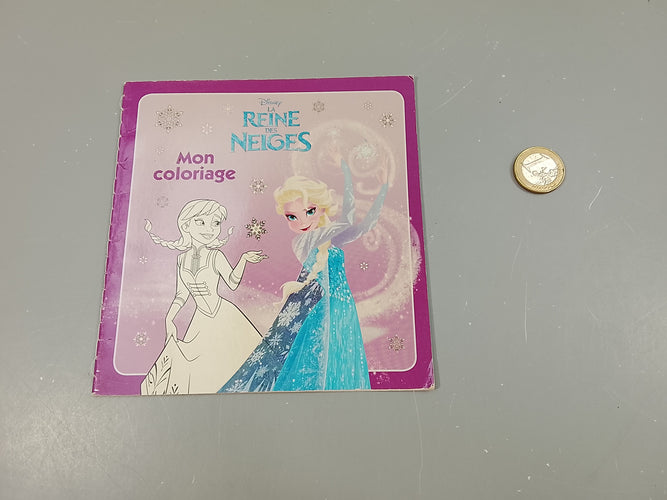 Disney
LA
REINE
DES
NEIGES
Mon
coloriage